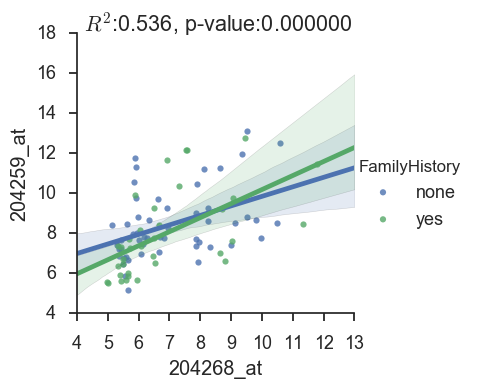 R²:0.536, p-value:0.000000
18
16
14
12
10
8
6
4
204259_at
4 5 6 7 8 9 10 11 12 13
204268_at
FamilyHistory
none
yes